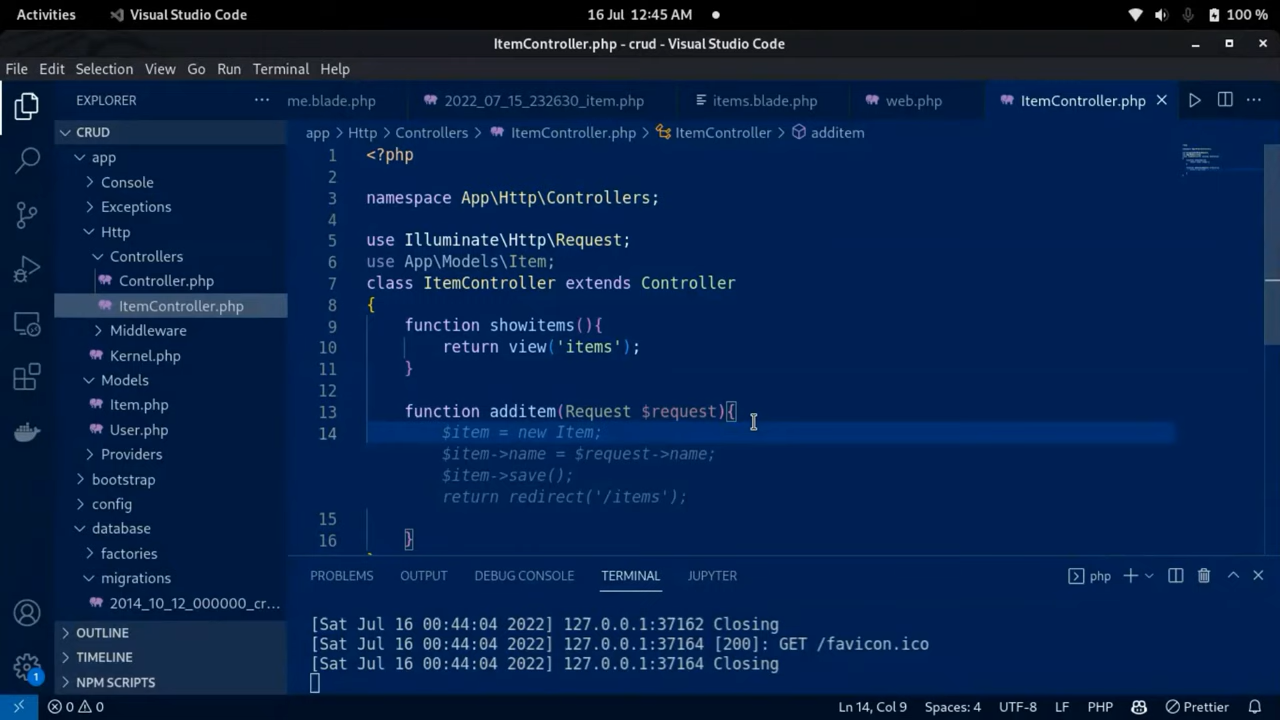 Activities
Visual Studio Code
16 Jul 12:45 AM
100 %
ItemController.php - crud - Visual Studio Code
File Edit Selection View Go Run Terminal Help
EXPLORER
me.blade.php
2022_07_15_232630_item.php
items.blade.php
web.php
ItemController.php
CRUD
app
Console
Exceptions
Http
Controllers
Controller.php
ItemController.php
Middleware
Kernel.php
Models
Item.php
User.php
Providers
bootstrap
config
database
factories
migrations
2014_10_12_000000_cr...
OUTLINE
TIMELINE
NPM SCRIPTS
1
app > Http > Controllers > ItemController.php > ItemController > additem
1 <?php
2
3 namespace App\Http\Controllers;
4
5 use Illuminate\Http\Request;
6 use App\Models\Item;
7 class ItemController extends Controller
8 {
9 function showitems(){
10 return view('items');
11 }
12
13 function additem(Request $request){
14 $item = new Item;
$item->name = $request->name;
$item->save();
return redirect('/items');
15
16 }
PROBLEMS OUTPUT DEBUG CONSOLE TERMINAL JUPYTER
php
[Sat Jul 16 00:44:04 2022] 127.0.0.1:37162 Closing
[Sat Jul 16 00:44:04 2022] 127.0.0.1:37164 [200]: GET /favicon.ico
[Sat Jul 16 00:44:04 2022] 127.0.0.1:37164 Closing
0 0
Ln 14, Col 9
Spaces: 4
UTF-8
LF
PHP
Prettier